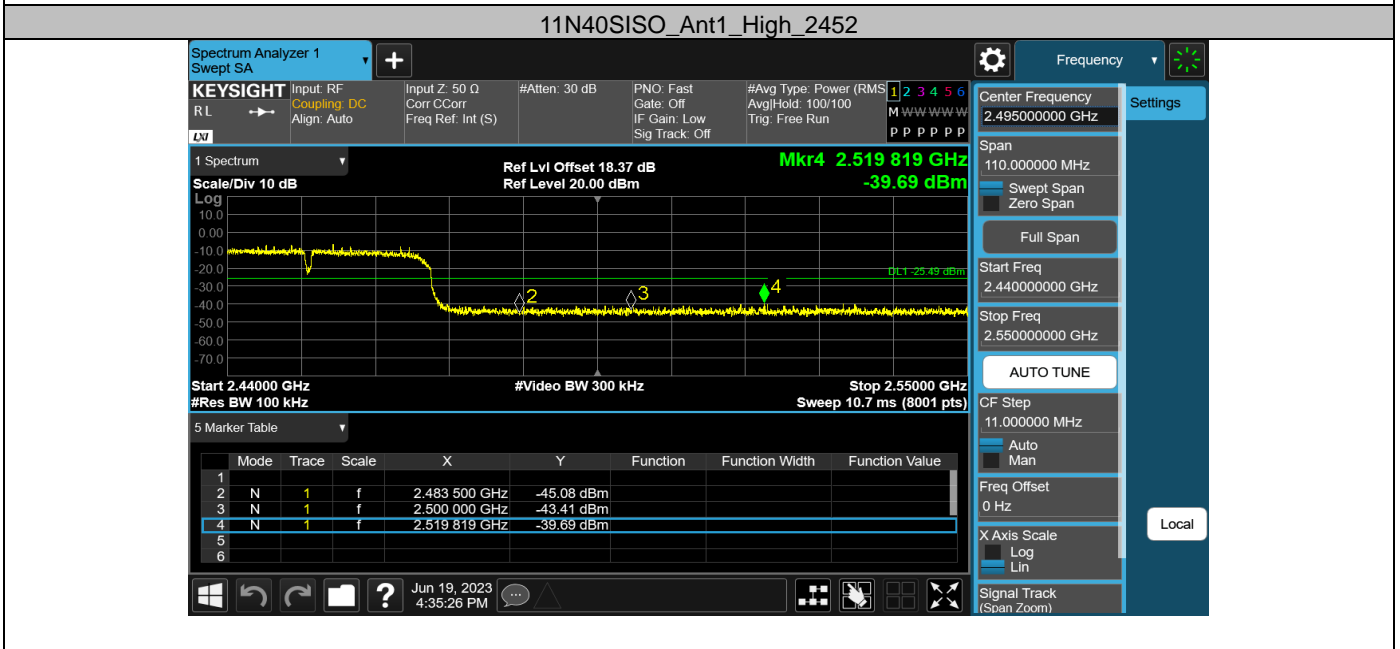 11N40SISO_Ant1_High_2452
Spectrum Analyzer 1
Swept SA
Frequency
KEYSIGHT
RL
LXI
Input: RF
Coupling: DC
Align: Auto
Input Z: 50 Ω
Corr CCorr
Freq Ref: Int (S)
#Atten: 30 dB
PNO: Fast
Gate: Off
IF Gain: Low
Sig Track: Off
#Avg Type: Power (RMS
Avg|Hold: 100/100
Trig: Free Run
1 2 3 4 5 6
M W W W W W
P P P P P P
1 Spectrum
Scale/Div 10 dB
Ref Lvl Offset 18.37 dB
Ref Level 20.00 dBm
Mkr4 2.519 819 GHz
-39.69 dBm
Log
10.0
0.00
-10.0
-20.0
-30.0
-40.0
-50.0
-60.0
-70.0
DL1 -25.49 dBm
2
3
4
Start 2.44000 GHz
#Res BW 100 kHz
#Video BW 300 kHz
Stop 2.55000 GHz
Sweep 10.7 ms (8001 pts)
5 Marker Table
Mode Trace Scale X Y Function Function Width Function Value
1
2 N 1 f 2.483 500 GHz -45.08 dBm
3 N 1 f 2.500 000 GHz -43.41 dBm
4 N 1 f 2.519 819 GHz -39.69 dBm
5
6
?
Jun 19, 2023
4:35:26 PM
Center Frequency
2.495000000 GHz
Settings
Span
110.000000 MHz
Swept Span
Zero Span
Full Span
Start Freq
2.440000000 GHz
Stop Freq
2.550000000 GHz
AUTO TUNE
CF Step
11.000000 MHz
Auto
Man
Freq Offset
0 Hz
Local
X Axis Scale
Log
Lin
Signal Track
(Span Zoom)